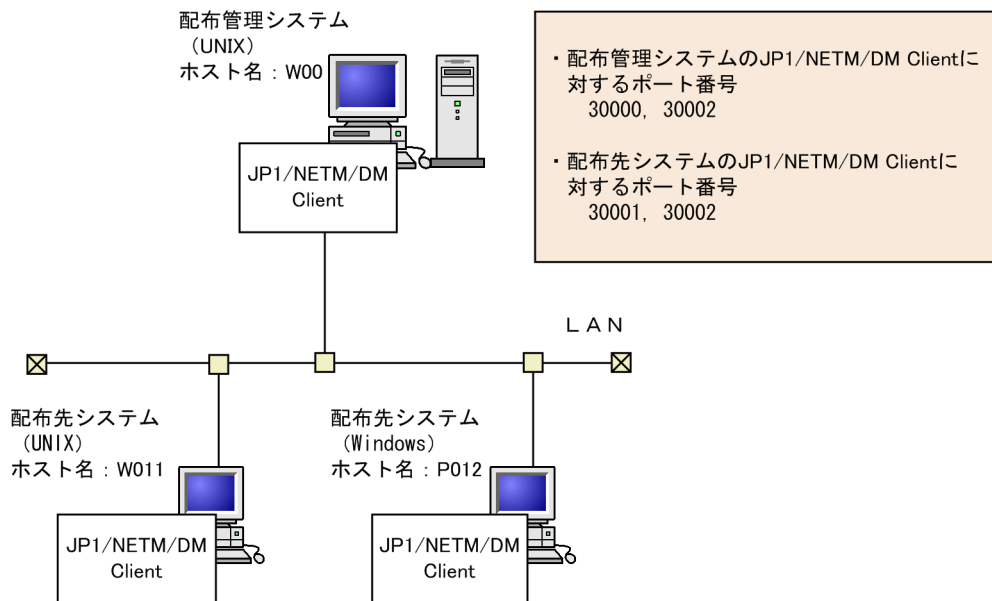 配布管理システム
（UNIX）
ホスト名：W00
JP1/NETM/DM
Client
・配布管理システムのJP1/NETM/DM Clientに
対するポート番号
30000, 30002
・配布先システムのJP1/NETM/DM Clientに
対するポート番号
30001, 30002
ＬＡＮ
配布先システム
（UNIX）
ホスト名：W011
JP1/NETM/DM
Client
配布先システム
（Windows）
ホスト名：P012
JP1/NETM/DM
Client